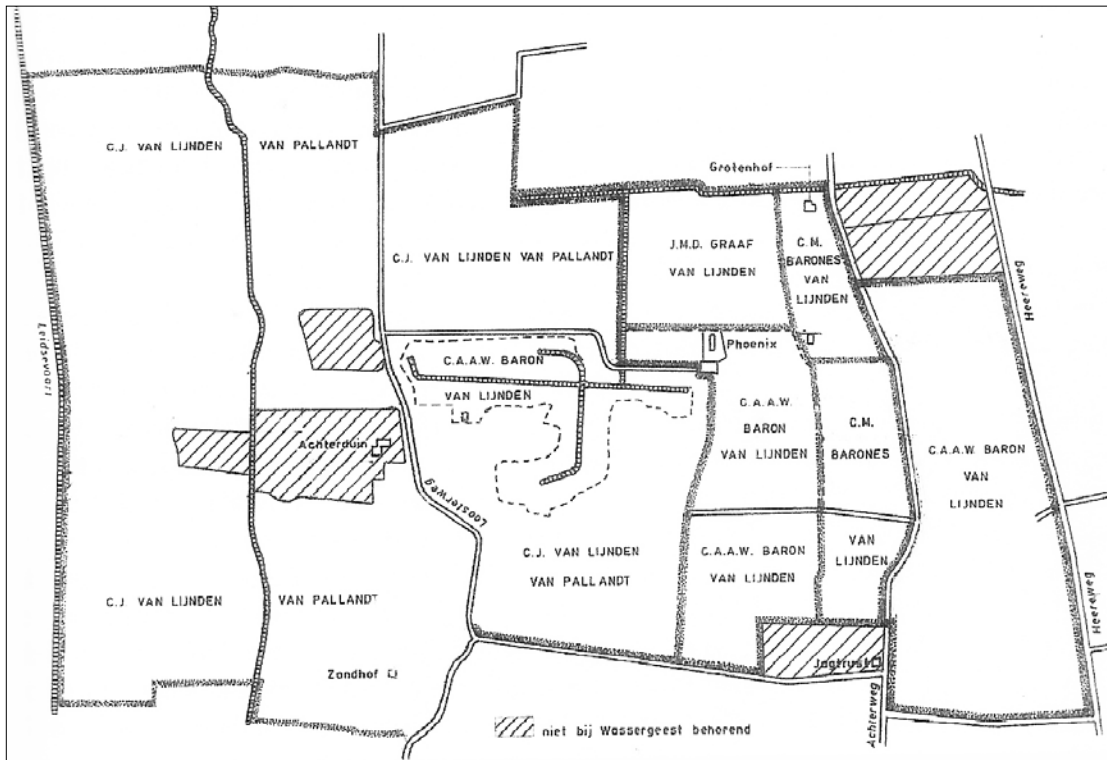 C.J. VAN LIJNDEN VAN PALLANDT
Grotenhof
J.M.D. GRAAF
VAN LIJNDEN
C.M.
BARONES
VAN
LIJNDEN
C.J. VAN LIJNDEN VAN PALLANDT
Heereweg
Leidsevaart
Phoenix
C.A.A.W. BARON
VAN LIJNDEN
C.A.A.W.
BARON
VAN LIJNDEN
C.M.
BARONES
VAN
LIJNDEN
C.A.A.W. BARON
VAN
LIJNDEN
Achterduin
Loosterweg
C.J. VAN LIJNDEN
VAN PALLANDT
C.A.A.W. BARON
VAN LIJNDEN
C.J. VAN LIJNDEN VAN PALLANDT
Heereweg
Zandhof
Jagtrust
Achterweg
niet bij Wassergeest behorend